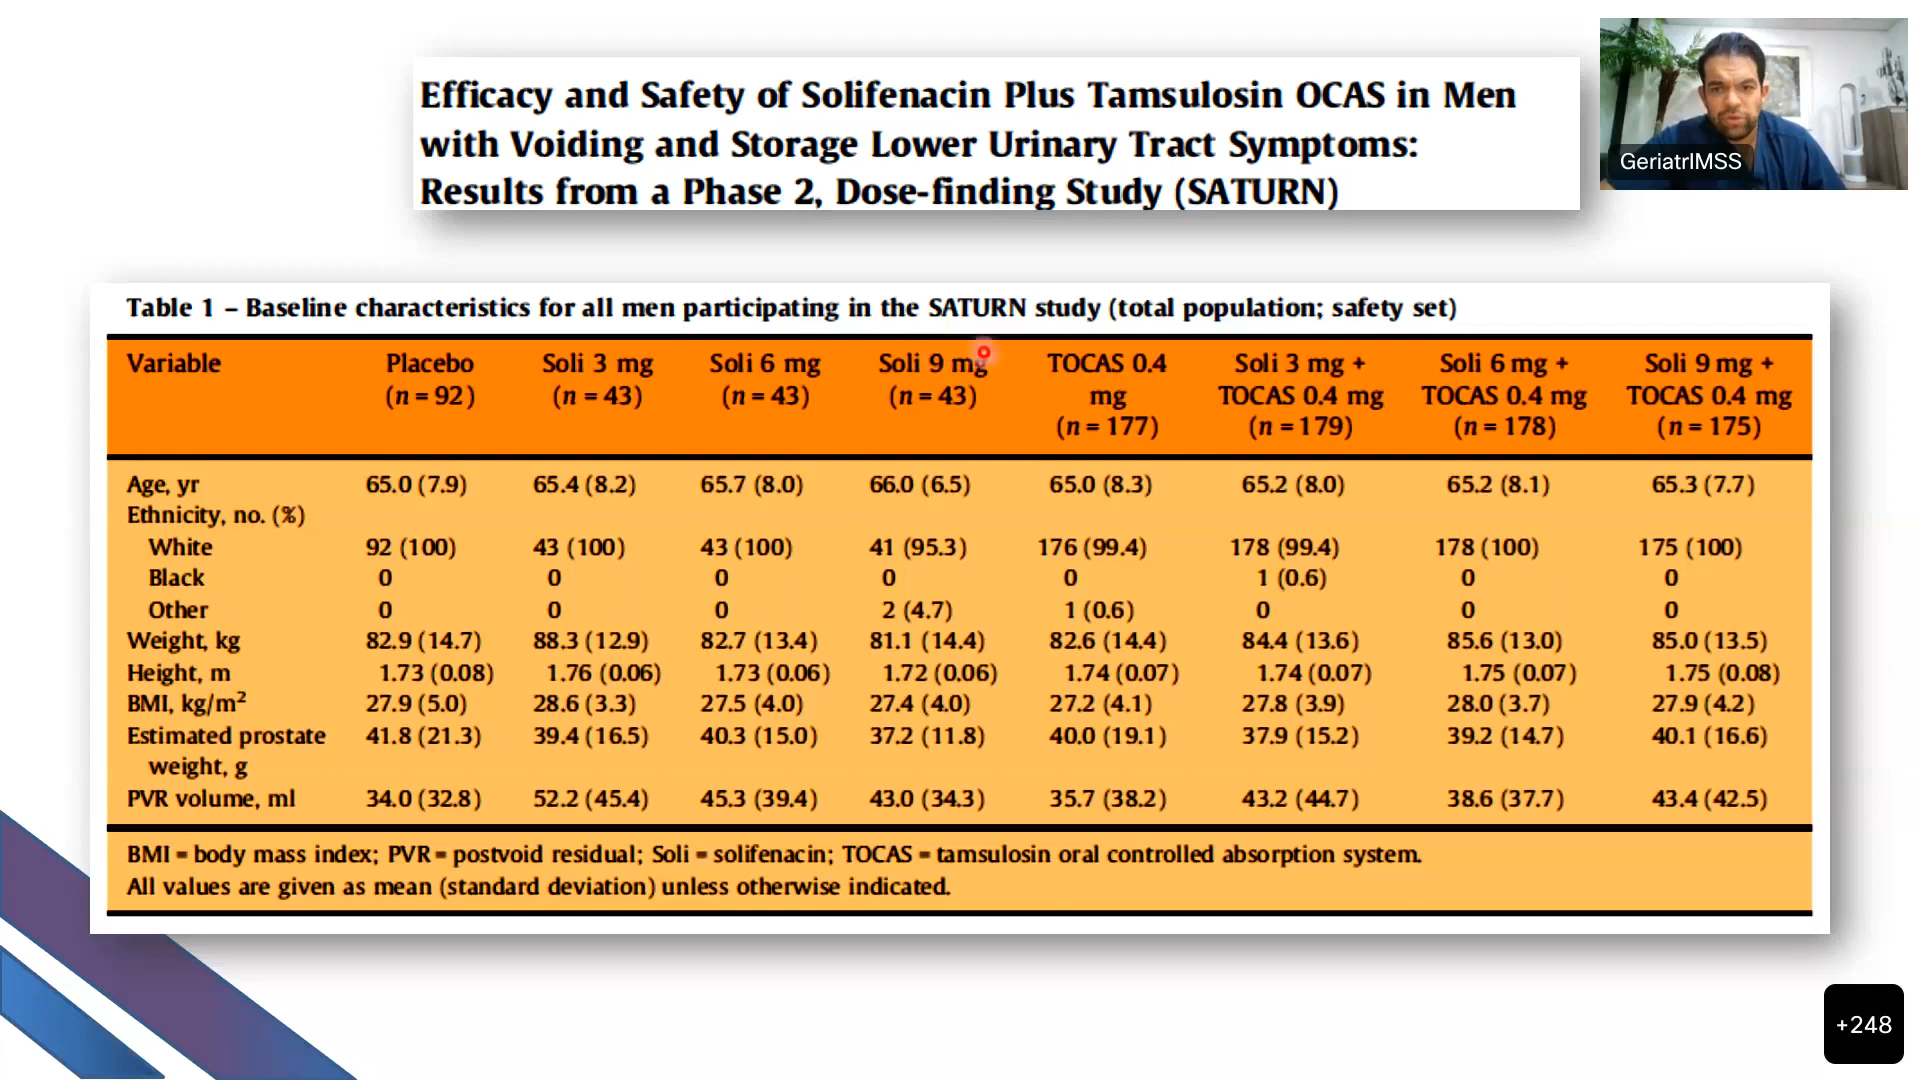 Efficacy and Safety of Solifenacin Plus Tamsulosin OCAS in Men
with Voiding and Storage Lower Urinary Tract Symptoms:
Results from a Phase 2, Dose-finding Study (SATURN)
GeriatrIMSS
Table 1 – Baseline characteristics for all men participating in the SATURN study (total population; safety set)
Variable Placebo (n = 92) Soli 3 mg (n = 43) Soli 6 mg (n = 43) Soli 9 mg (n = 43) TOCAS 0.4 mg (n = 177) Soli 3 mg + TOCAS 0.4 mg (n = 179) Soli 6 mg + TOCAS 0.4 mg (n = 178) Soli 9 mg + TOCAS 0.4 mg (n = 175)
Age, yr 65.0 (7.9) 65.4 (8.2) 65.7 (8.0) 66.0 (6.5) 65.0 (8.3) 65.2 (8.0) 65.2 (8.1) 65.3 (7.7)
Ethnicity, no. (%)
White 92 (100) 43 (100) 43 (100) 41 (95.3) 176 (99.4) 178 (99.4) 178 (100) 175 (100)
Black 0 0 0 0 0 1 (0.6) 0 0
Other 0 0 0 2 (4.7) 1 (0.6) 0 0 0
Weight, kg 82.9 (14.7) 88.3 (12.9) 82.7 (13.4) 81.1 (14.4) 82.6 (14.4) 84.4 (13.6) 85.6 (13.0) 85.0 (13.5)
Height, m 1.73 (0.08) 1.76 (0.06) 1.73 (0.06) 1.72 (0.06) 1.74 (0.07) 1.74 (0.07) 1.75 (0.07) 1.75 (0.08)
BMI, kg/m² 27.9 (5.0) 28.6 (3.3) 27.5 (4.0) 27.4 (4.0) 27.2 (4.1) 27.8 (3.9) 28.0 (3.7) 27.9 (4.2)
Estimated prostate 41.8 (21.3) 39.4 (16.5) 40.3 (15.0) 37.2 (11.8) 40.0 (19.1) 37.9 (15.2) 39.2 (14.7) 40.1 (16.6)
weight, g
PVR volume, ml 34.0 (32.8) 52.2 (45.4) 45.3 (39.4) 43.0 (34.3) 35.7 (38.2) 43.2 (44.7) 38.6 (37.7) 43.4 (42.5)
BMI = body mass index; PVR = postvoid residual; Soli = solifenacin; TOCAS = tamsulosin oral controlled absorption system.
All values are given as mean (standard deviation) unless otherwise indicated.
+248